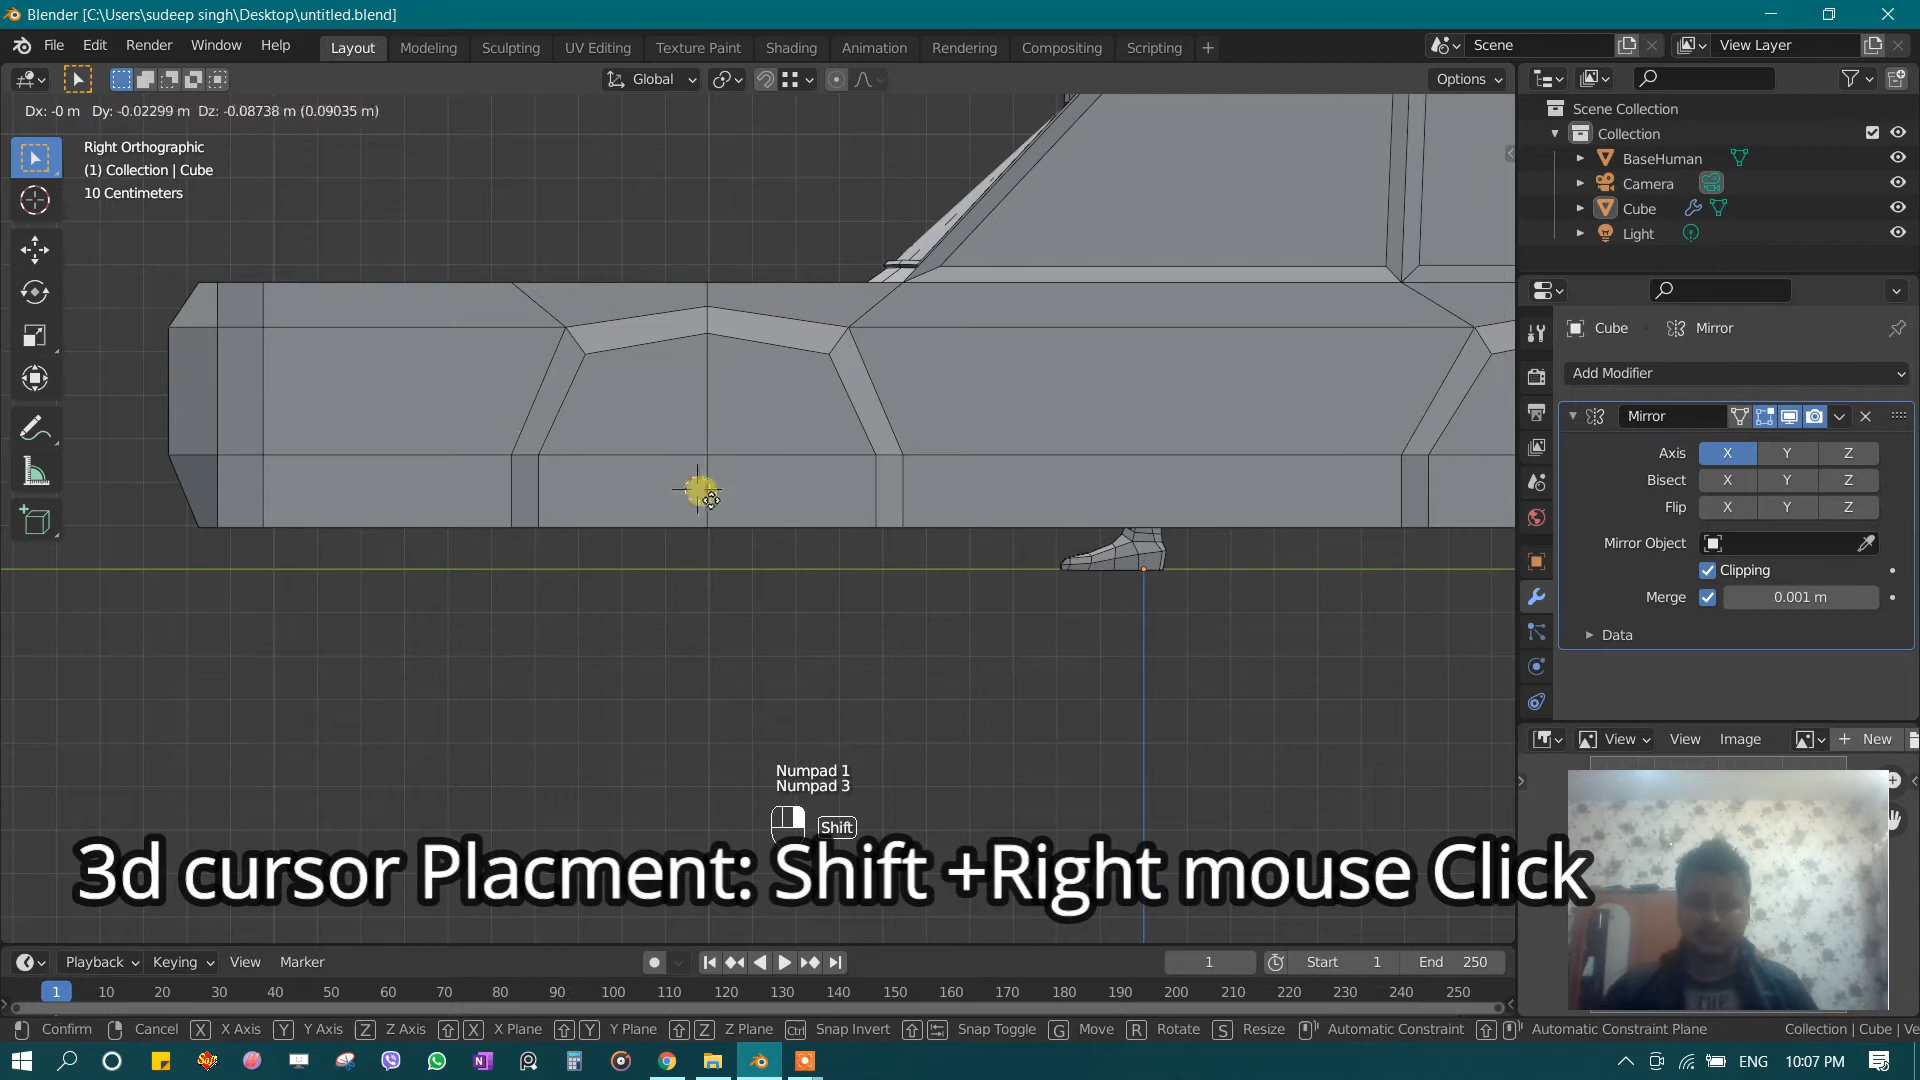 Blender [C:\Users\sudeep singh\Desktop\untitled.blend]
File Edit Render Window Help Layout Modeling Sculpting UV Editing Texture Paint Shading Animation Rendering Compositing Scripting + Scene View Layer
Global Options
Dx: -0 m Dy: -0.02299 m Dz: -0.08738 m (0.09035 m)
Right Orthographic
(1) Collection | Cube
10 Centimeters
Scene Collection
Collection
BaseHuman
Camera
Cube
Light
Cube Mirror
Add Modifier
Mirror
Axis X Y Z
Bisect X Y Z
Flip X Y Z
Mirror Object
Clipping
Merge 0.001 m
Data
View View Image + New
Numpad 1
Numpad 3
Shift
3d cursor Placment: Shift +Right mouse Click
Playback Keying View Marker 1 Start 1 End 250
1 10 20 30 40 50 60 70 80 90 100 110 120 130 140 150 160 170 180 190 200 210 220 230 240 250
Confirm Cancel X X Axis Y Y Axis Z Z Axis X X Plane Y Y Plane Z Z Plane Ctrl Snap Invert Snap Toggle G Move R Rotate S Resize Automatic Constraint Automatic Constraint Plane Collection | Cube | Ve
ENG 10:07 PM